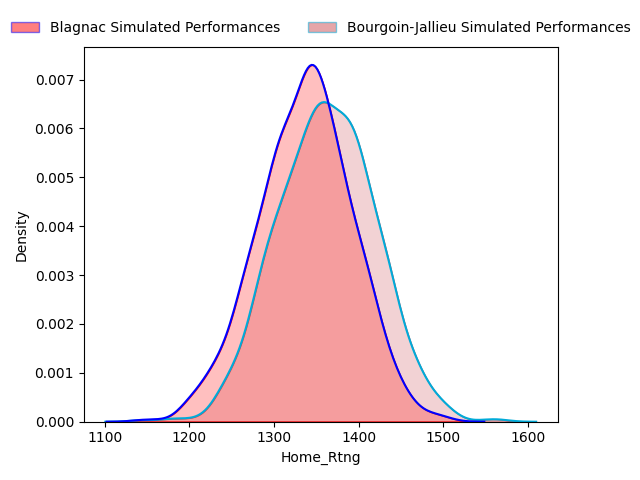 Blagnac Simulated Performances Bourgoin-Jallieu Simulated Performances
0.007
0.006
0.005
0.004
0.003
0.002
0.001
0.000
Density
1100 1200 1300 1400 1500 1600
Home_Rtng